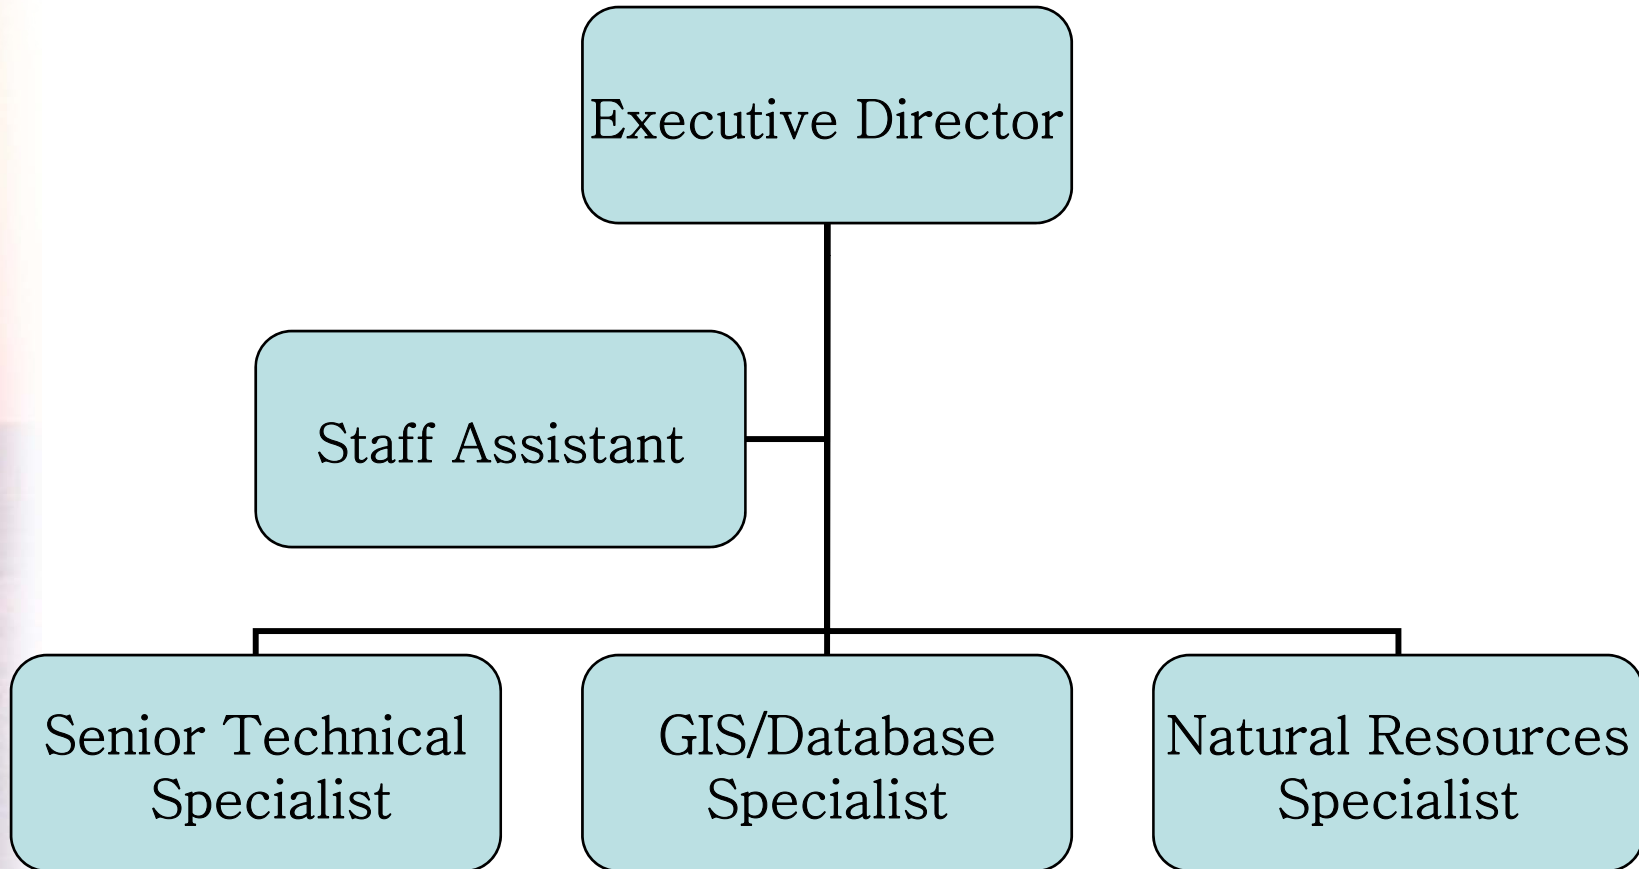 Executive Director
Staff Assistant
Senior Technical
Specialist
GIS/Database
Specialist
Natural Resources
Specialist